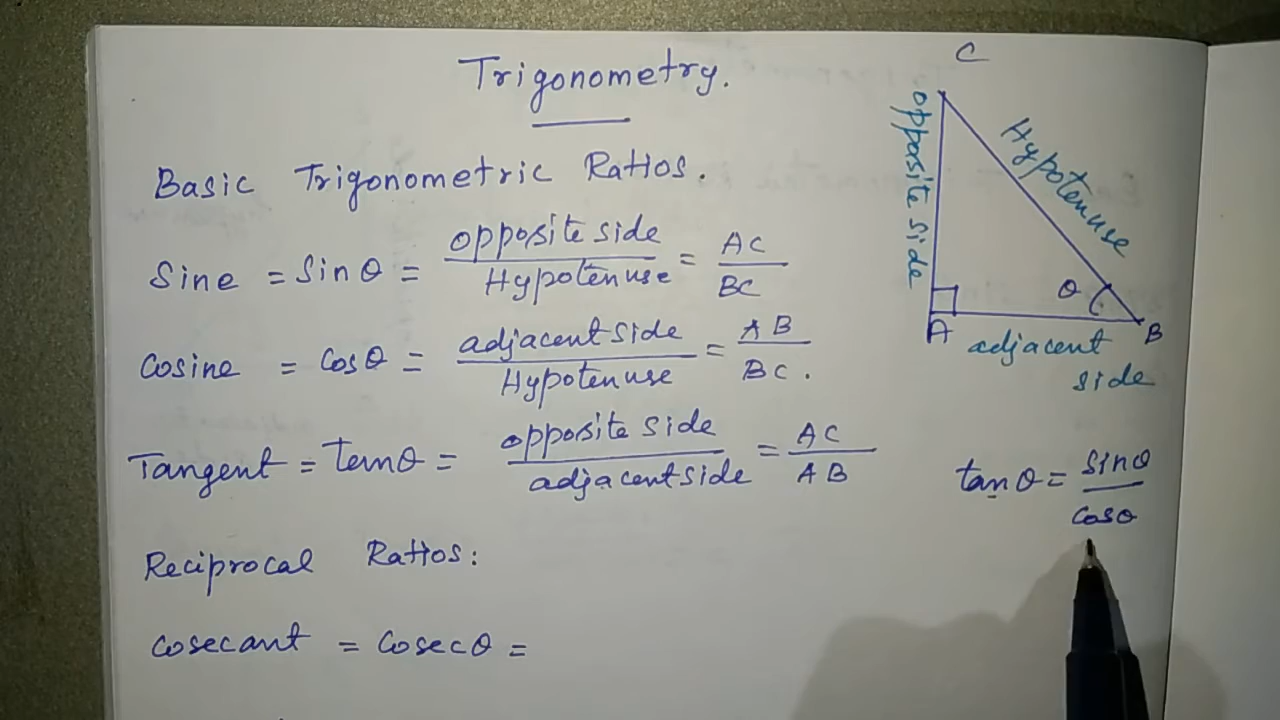 Trigonometry.
Basic Trigonometric Ratios.
Sine = Sinθ = opposite side / Hypotenuse = AC / BC
Cosine = Cosθ = adjacent side / Hypotenuse = AB / BC.
Tangent = Tanθ = opposite side / adjacent side = AC / AB
Reciprocal Ratios:
Cosecant = Cosecθ =
C
opposite side
Hypotenuse
θ
A
B
adjacent
side
tanθ = sinθ / cosθ